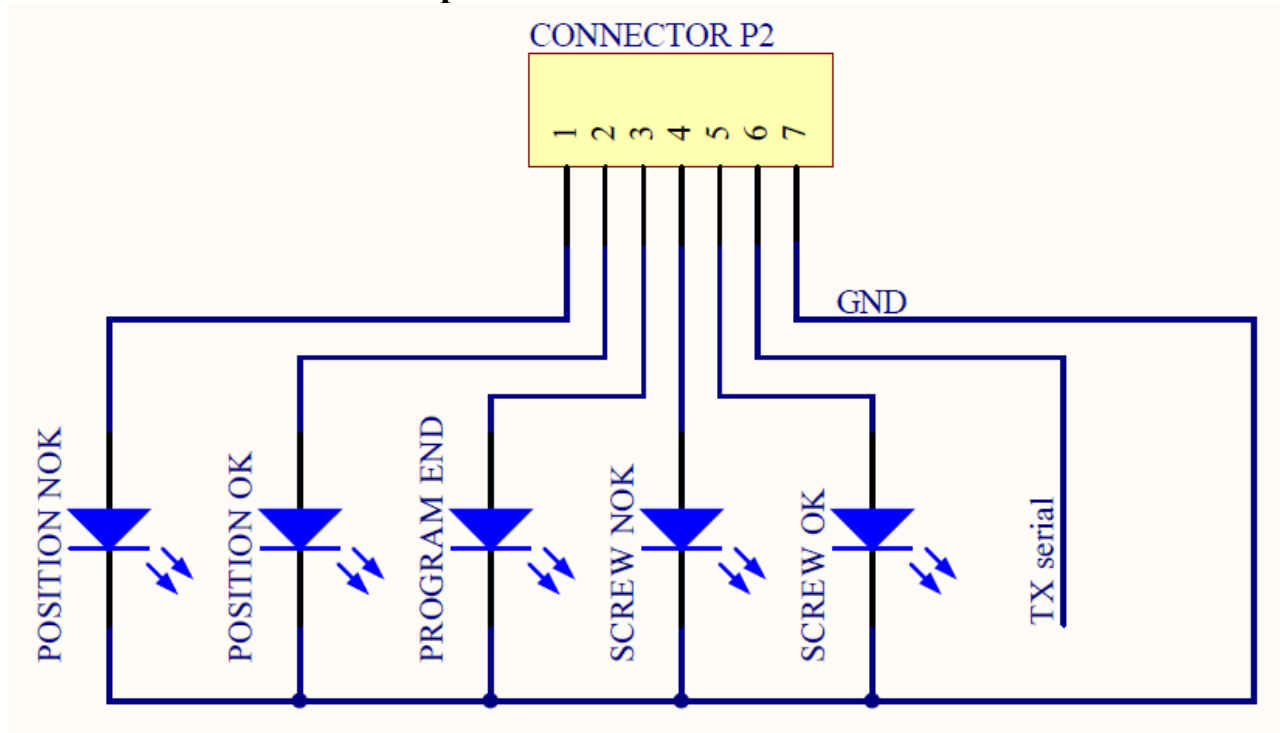 CONNECTOR P2
1 2 3 4 5 6 7
GND
POSITION NOK
POSITION OK
PROGRAM END
SCREW NOK
SCREW OK
TX serial